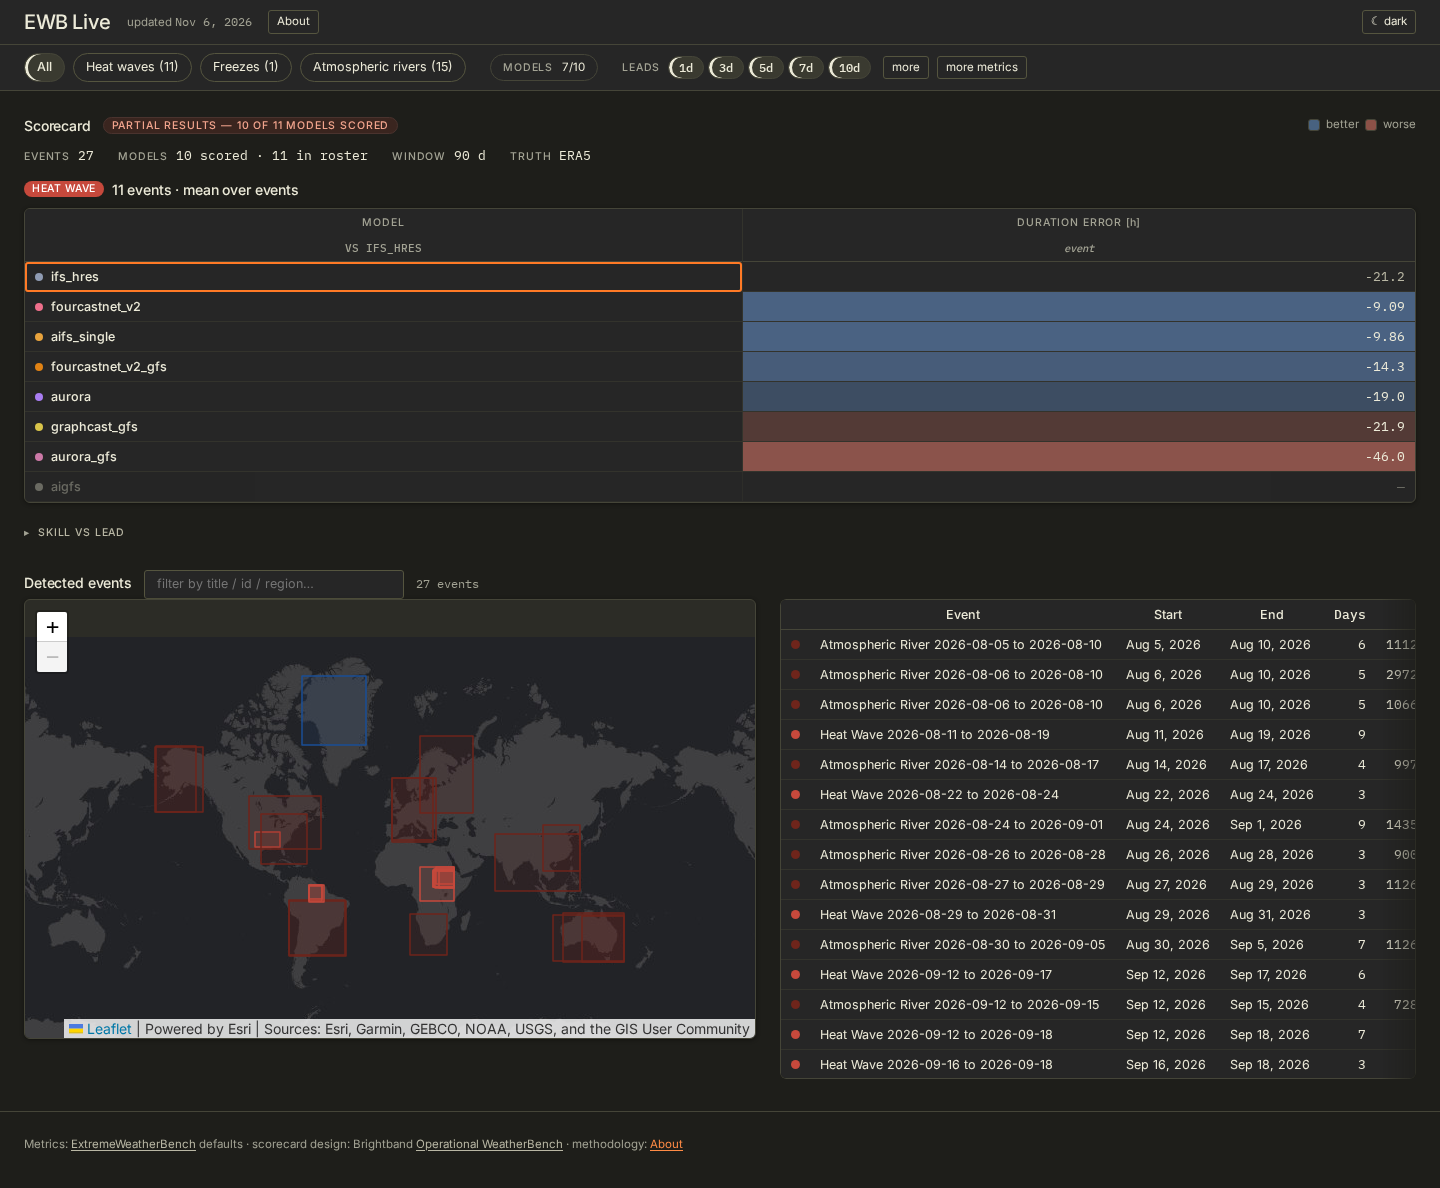 EWB Live updated Nov 6, 2026 About ☾ dark
All Heat waves (11) Freezes (1) Atmospheric rivers (15) MODELS 7/10 LEADS 1d 3d 5d 7d 10d more more metrics
Scorecard PARTIAL RESULTS — 10 OF 11 MODELS SCORED better worse
EVENTS 27 MODELS 10 scored · 11 in roster WINDOW 90 d TRUTH ERA5
HEAT WAVE 11 events · mean over events
MODEL DURATION ERROR [h]
VS IFS_HRES event
ifs_hres -21.2
fourcastnet_v2 -9.09
aifs_single -9.86
fourcastnet_v2_gfs -14.3
aurora -19.0
graphcast_gfs -21.9
aurora_gfs -46.0
aigfs —
▸ SKILL VS LEAD
Detected events filter by title / id / region… 27 events
+
−
Leaflet | Powered by Esri | Sources: Esri, Garmin, GEBCO, NOAA, USGS, and the GIS User Community
Event Start End Days
Atmospheric River 2026-08-05 to 2026-08-10 Aug 5, 2026 Aug 10, 2026 6 1112
Atmospheric River 2026-08-06 to 2026-08-10 Aug 6, 2026 Aug 10, 2026 5 2972
Atmospheric River 2026-08-06 to 2026-08-10 Aug 6, 2026 Aug 10, 2026 5 1066
Heat Wave 2026-08-11 to 2026-08-19 Aug 11, 2026 Aug 19, 2026 9
Atmospheric River 2026-08-14 to 2026-08-17 Aug 14, 2026 Aug 17, 2026 4 997
Heat Wave 2026-08-22 to 2026-08-24 Aug 22, 2026 Aug 24, 2026 3
Atmospheric River 2026-08-24 to 2026-09-01 Aug 24, 2026 Sep 1, 2026 9 1435
Atmospheric River 2026-08-26 to 2026-08-28 Aug 26, 2026 Aug 28, 2026 3 900
Atmospheric River 2026-08-27 to 2026-08-29 Aug 27, 2026 Aug 29, 2026 3 1126
Heat Wave 2026-08-29 to 2026-08-31 Aug 29, 2026 Aug 31, 2026 3
Atmospheric River 2026-08-30 to 2026-09-05 Aug 30, 2026 Sep 5, 2026 7 1126
Heat Wave 2026-09-12 to 2026-09-17 Sep 12, 2026 Sep 17, 2026 6
Atmospheric River 2026-09-12 to 2026-09-15 Sep 12, 2026 Sep 15, 2026 4 728
Heat Wave 2026-09-12 to 2026-09-18 Sep 12, 2026 Sep 18, 2026 7
Heat Wave 2026-09-16 to 2026-09-18 Sep 16, 2026 Sep 18, 2026 3
Metrics: ExtremeWeatherBench defaults · scorecard design: Brightband Operational WeatherBench · methodology: About